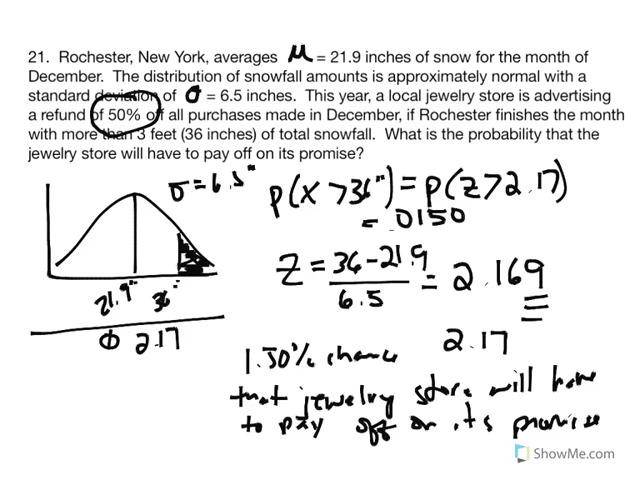 21. Rochester, New York, averages μ = 21.9 inches of snow for the month of
December. The distribution of snowfall amounts is approximately normal with a
standard deviation of σ = 6.5 inches. This year, a local jewelry store is advertising
a refund of 50% off all purchases made in December, if Rochester finishes the month
with more than 3 feet (36 inches) of total snowfall. What is the probability that the
jewelry store will have to pay off on its promise?
σ = 6.5"
P(X > 36") = P(Z > 2.17)
= .0150
Z = 36 - 21.9 / 6.5 = 2.169
2.17
21.9" 36"
0 2.17
1.50% chance
that jewelry store will have
to pay off on its promise
ShowMe.com